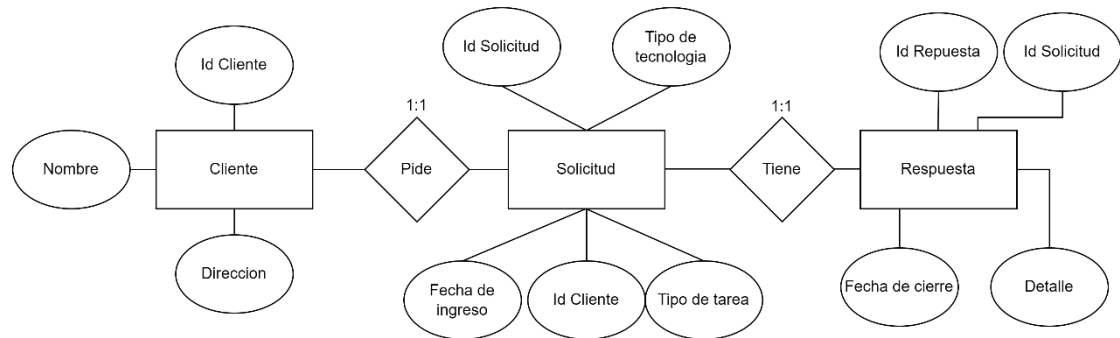 Id Solicitud
Tipo de
tecnologia
Id Repuesta
Id Solicitud
Id Cliente
1:1
1:1
Nombre
Cliente
Pide
Solicitud
Tiene
Respuesta
Direccion
Fecha de
ingreso
Id Cliente
Tipo de tarea
Fecha de cierre
Detalle